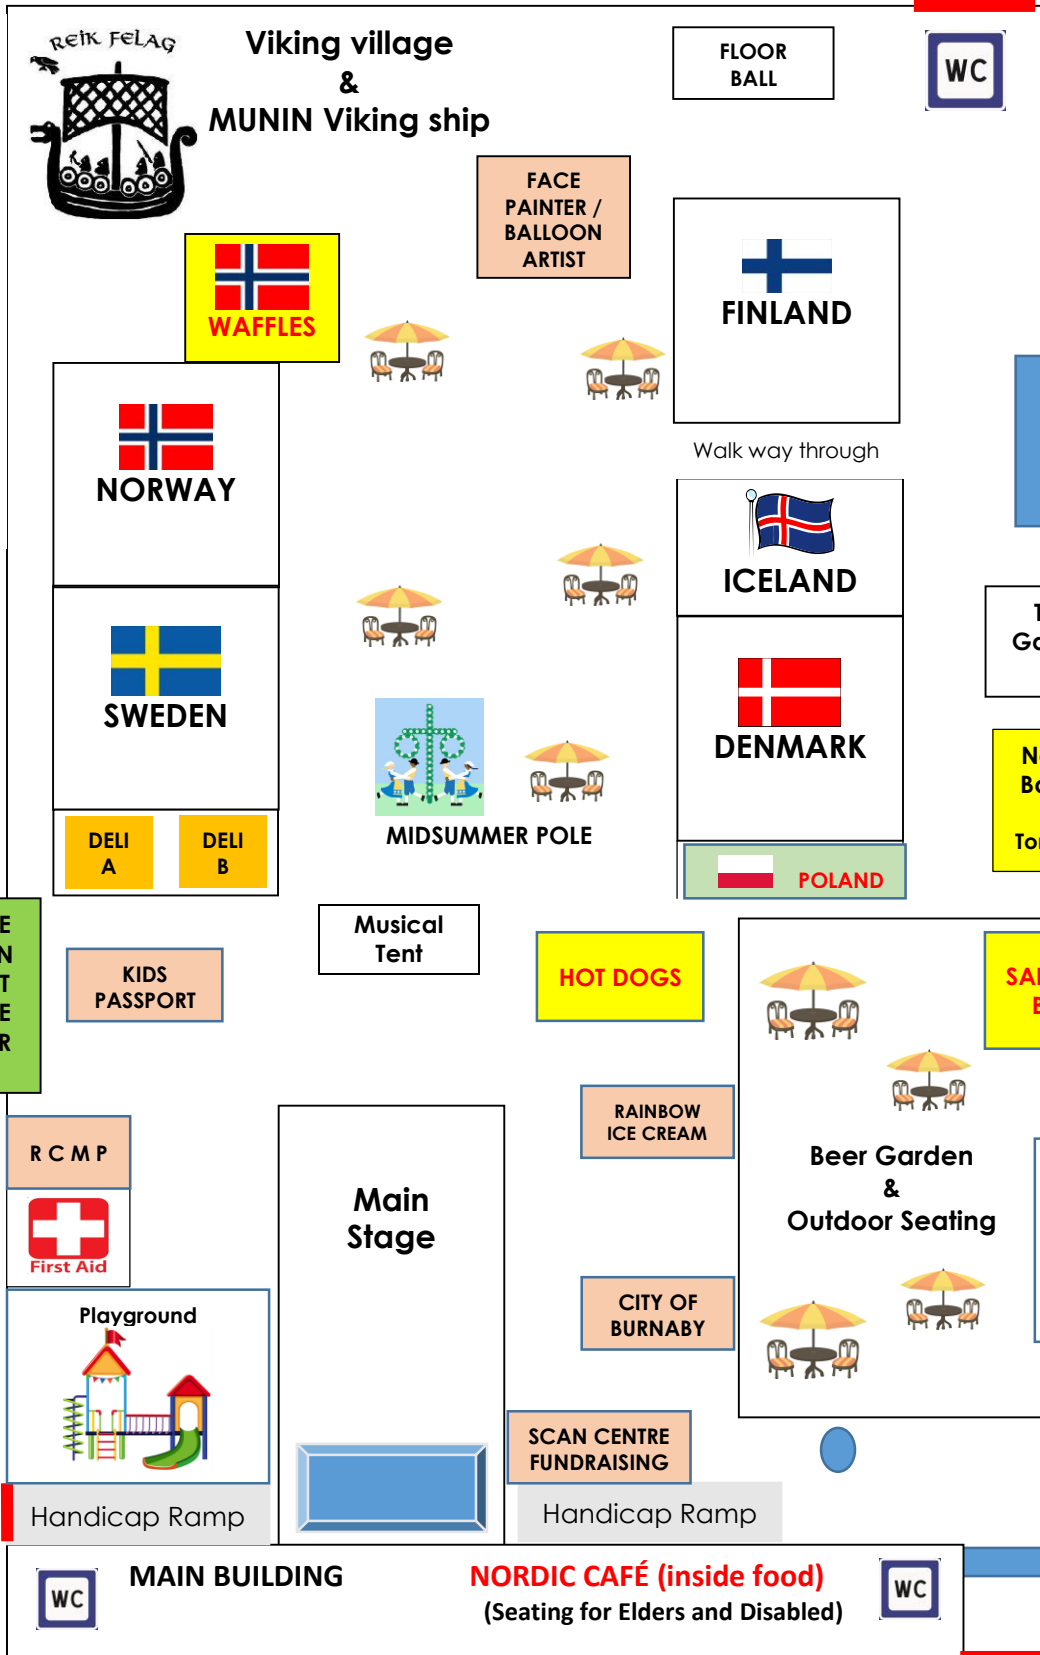 REIK FELAG
Viking village
&
MUNIN Viking ship
FLOOR
BALL
WC
FACE
PAINTER /
BALLOON
ARTIST
WAFFLES
FINLAND
NORWAY
Walk way through
ICELAND
SWEDEN
DENMARK
MIDSUMMER POLE
DELI
A
DELI
B
POLAND
Musical
Tent
KIDS
PASSPORT
HOT DOGS
RAINBOW
ICE CREAM
R C M P
First Aid
Main
Stage
Beer Garden
&
Outdoor Seating
Playground
CITY OF
BURNABY
SCAN CENTRE
FUNDRAISING
Handicap Ramp
Handicap Ramp
WC
MAIN BUILDING
NORDIC CAFÉ (inside food)
(Seating for Elders and Disabled)
WC